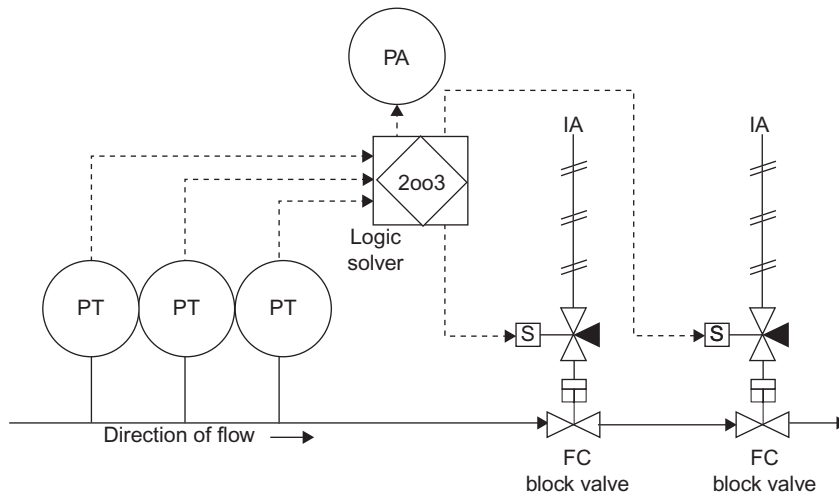 PA
IA
IA
2oo3
Logic
solver
PT
PT
PT
S
S
Direction of flow
FC
block valve
FC
block valve